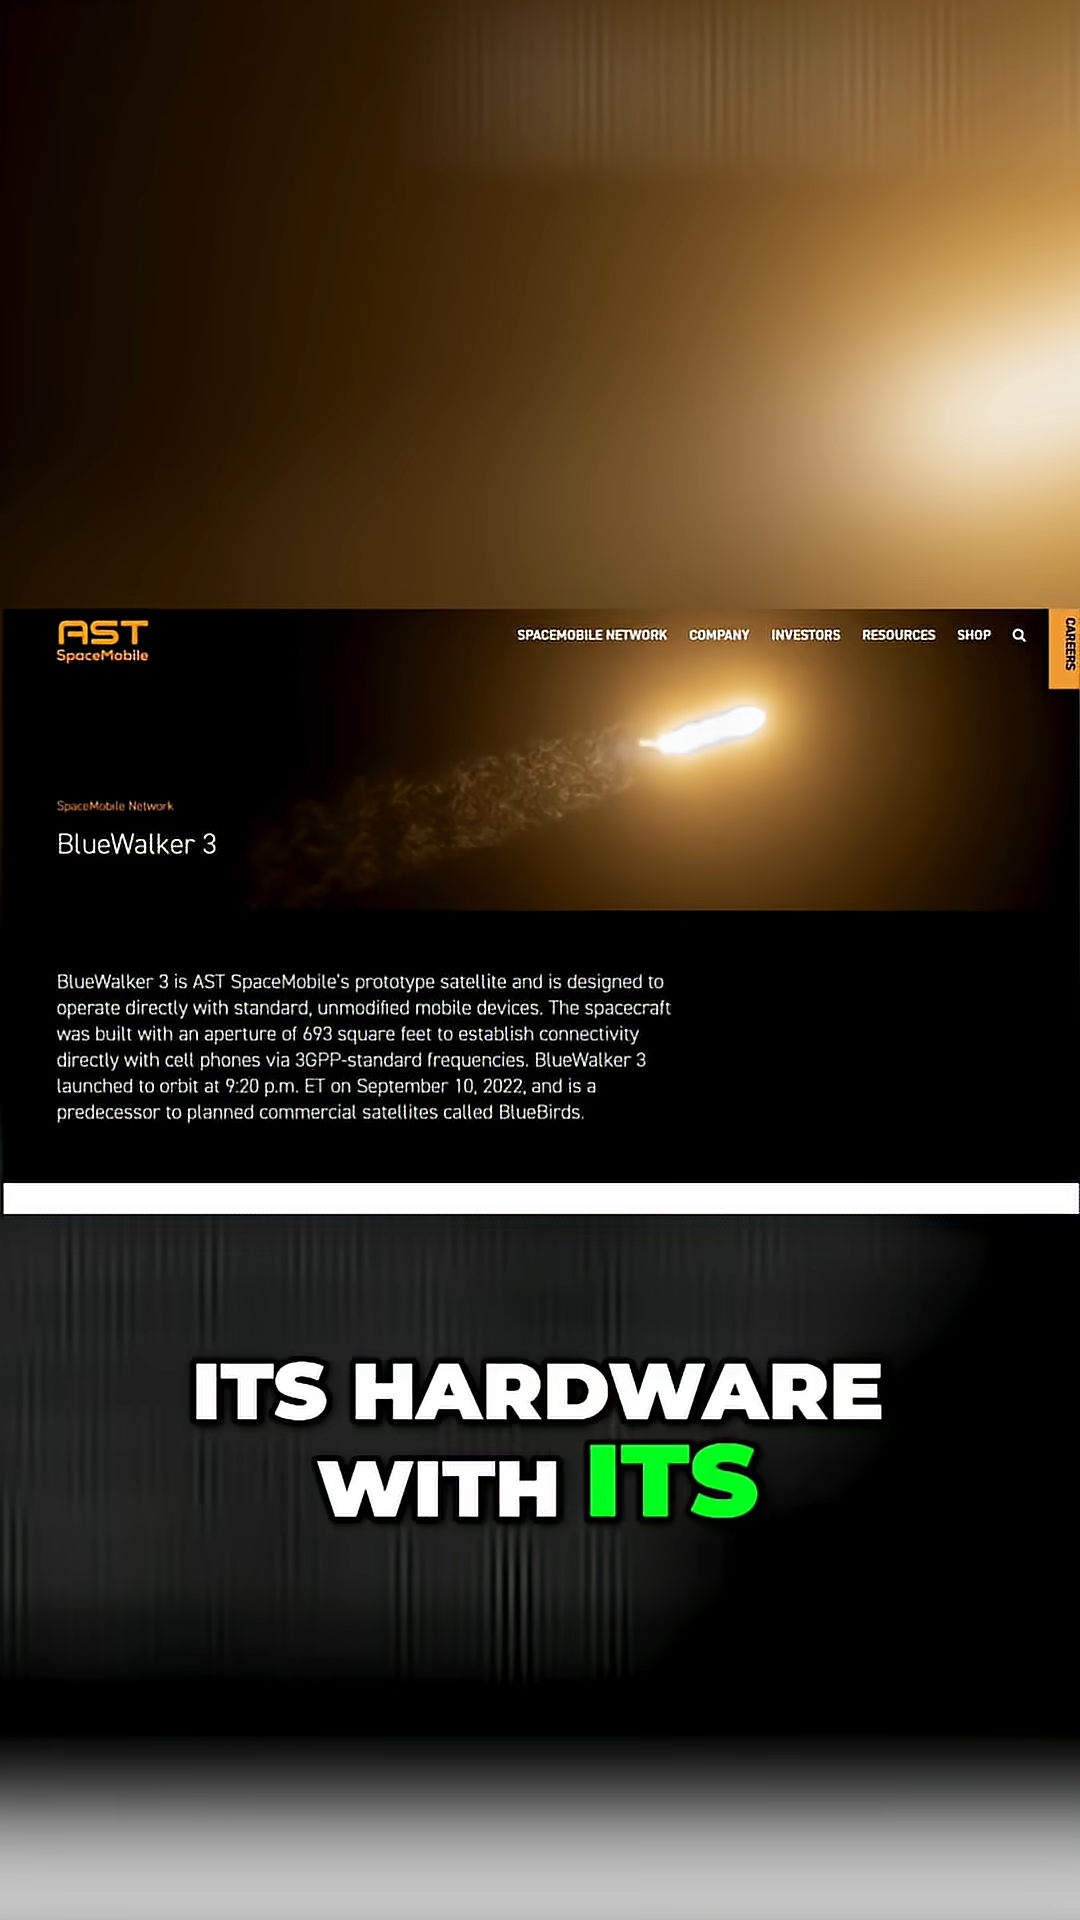 AST
SpaceMobile
SPACEMOBILE NETWORK COMPANY INVESTORS RESOURCES SHOP
CAREERS
SpaceMobile Network
BlueWalker 3
BlueWalker 3 is AST SpaceMobile's prototype satellite and is designed to
operate directly with standard, unmodified mobile devices. The spacecraft
was built with an aperture of 693 square feet to establish connectivity
directly with cell phones via 3GPP-standard frequencies. BlueWalker 3
launched to orbit at 9:20 p.m. ET on September 10, 2022, and is a
predecessor to planned commercial satellites called BlueBirds.
ITS HARDWARE
WITH ITS